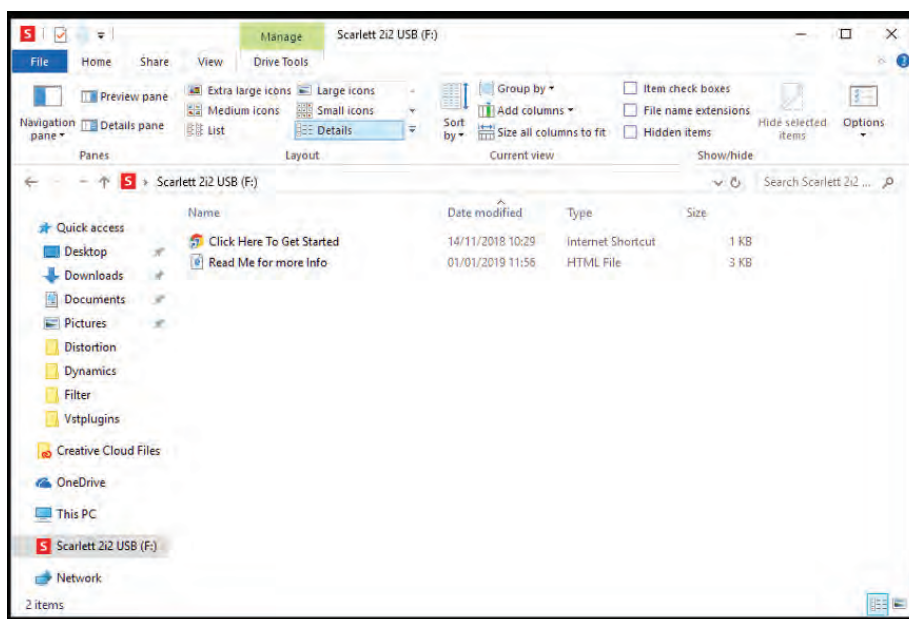 S Manage Scarlett 2i2 USB (F:)
File Home Share View Drive Tools
Navigation pane
Preview pane
Details pane
Panes
Extra large icons Large icons
Medium icons Small icons
List Details
Layout
Sort by
Group by
Add columns
Size all columns to fit
Current view
Item check boxes
File name extensions
Hidden items
Hide selected items
Show/hide
Options
S Scarlett 2i2 USB (F:) Search Scarlett 2i2 ...
Name Date modified Type Size
Click Here To Get Started 14/11/2018 10:29 Internet Shortcut 1 KB
Read Me for more Info 01/01/2019 11:56 HTML File 3 KB
Quick access
Desktop
Downloads
Documents
Pictures
Distortion
Dynamics
Filter
Vstplugins
Creative Cloud Files
OneDrive
This PC
S Scarlett 2i2 USB (F:)
Network
2 items